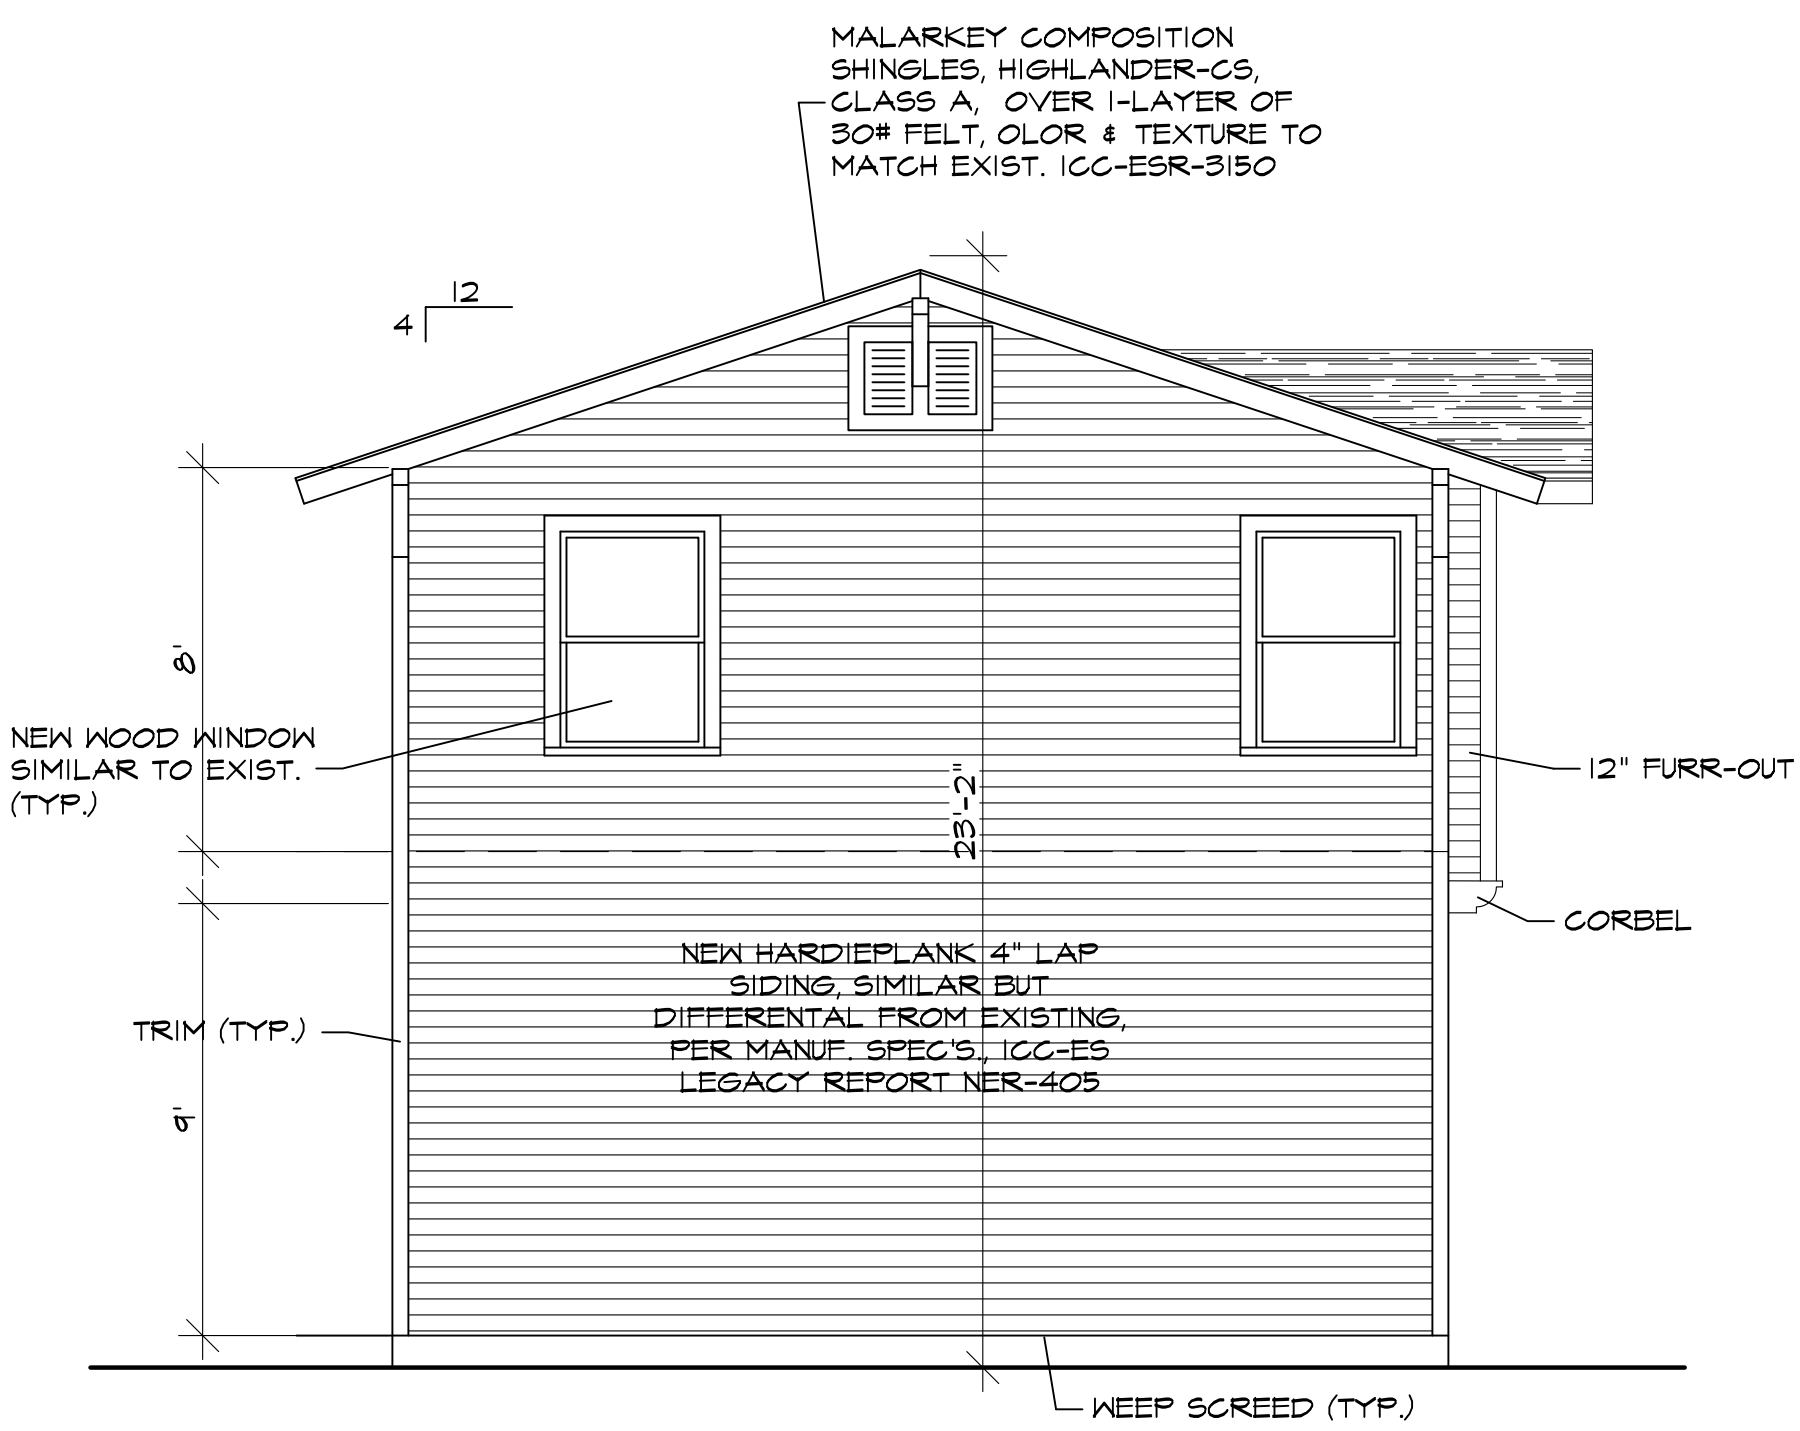 MALARKEY COMPOSITION
SHINGLES, HIGHLANDER-CS,
CLASS A, OVER 1-LAYER OF
30# FELT, OLOR & TEXTURE TO
MATCH EXIST. ICC-ESR-3150
12
4
8'
NEW WOOD WINDOW
SIMILAR TO EXIST.
(TYP.)
23'-2"
12" FURR-OUT
CORBEL
NEW HARDIEPLANK 4" LAP
SIDING, SIMILAR BUT
DIFFERENTAL FROM EXISTING,
PER MANUF. SPEC'S., ICC-ES
LEGACY REPORT NER-405
TRIM (TYP.)
9'
WEEP SCREED (TYP.)